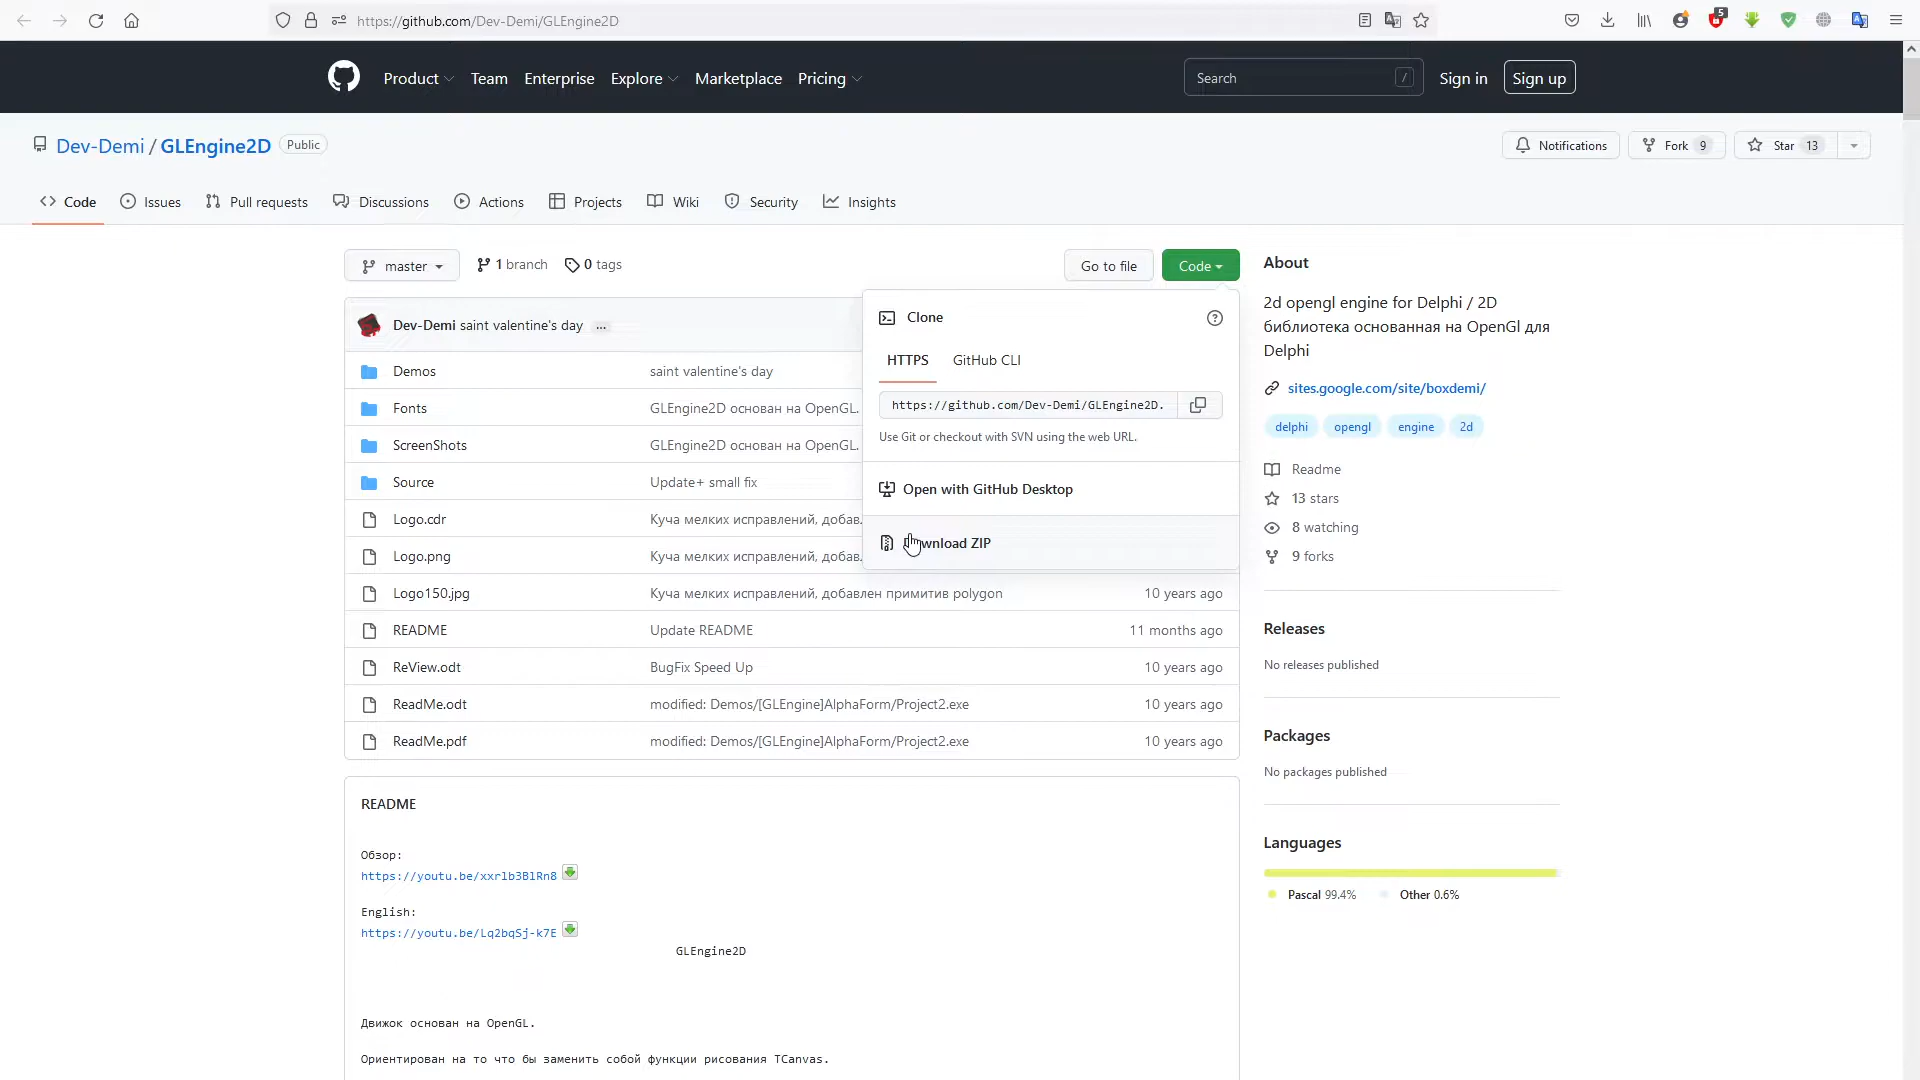 https://github.com/Dev-Demi/GLEngine2D
5
Product
Team
Enterprise
Explore
Marketplace
Pricing
Search
/
Sign in
Sign up
Dev-Demi / GLEngine2D
Public
Notifications
Fork 9
Star 13
Code
Issues
Pull requests
Discussions
Actions
Projects
Wiki
Security
Insights
master
1 branch
0 tags
Go to file
Code
Dev-Demi saint valentine's day ...
Demos saint valentine's day
Fonts GLEngine2D основан на OpenGL.
ScreenShots GLEngine2D основан на OpenGL.
Source Update+ small fix
Logo.cdr Куча мелких исправлений, добав
Logo.png Куча мелких исправлений, добав
Logo150.jpg Куча мелких исправлений, добавлен примитив polygon 10 years ago
README Update README 11 months ago
ReView.odt BugFix Speed Up 10 years ago
ReadMe.odt modified: Demos/[GLEngine]AlphaForm/Project2.exe 10 years ago
ReadMe.pdf modified: Demos/[GLEngine]AlphaForm/Project2.exe 10 years ago
Clone
HTTPS
GitHub CLI
https://github.com/Dev-Demi/GLEngine2D.
Use Git or checkout with SVN using the web URL.
Open with GitHub Desktop
wnload ZIP
README
Обзор:
https://youtu.be/xxrlb3BlRn8
English:
https://youtu.be/Lq2bqSj-k7E
GLEngine2D
Движок основан на OpenGL.
Ориентирован на то что бы заменить собой функции рисования TCanvas.
About
2d opengl engine for Delphi / 2D
библиотека основанная на OpenGl для
Delphi
sites.google.com/site/boxdemi/
delphi
opengl
engine
2d
Readme
13 stars
8 watching
9 forks
Releases
No releases published
Packages
No packages published
Languages
Pascal 99.4%
Other 0.6%